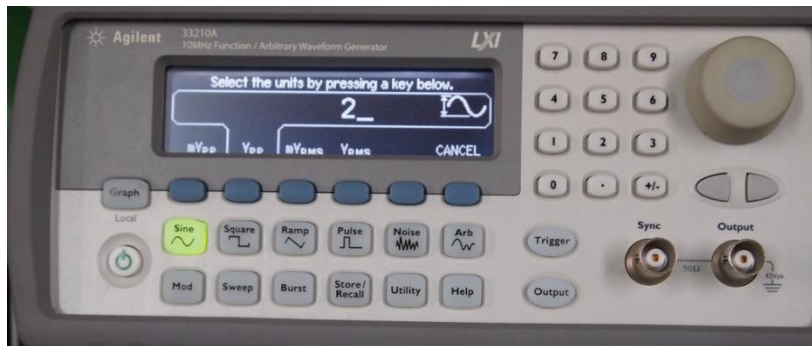 Agilent
33210A
10MHz Function / Arbitrary Waveform Generator
LXI
Select the units by pressing a key below.
2_
mVPP VPP mVRMS VRMS CANCEL
7 8 9
4 5 6
1 2 3
0 . +/-
Graph
Local
Sine Square Ramp Pulse Noise Arb
Trigger
Sync Output
50Ω
Mod Sweep Burst Store/
Recall Utility Help
Output